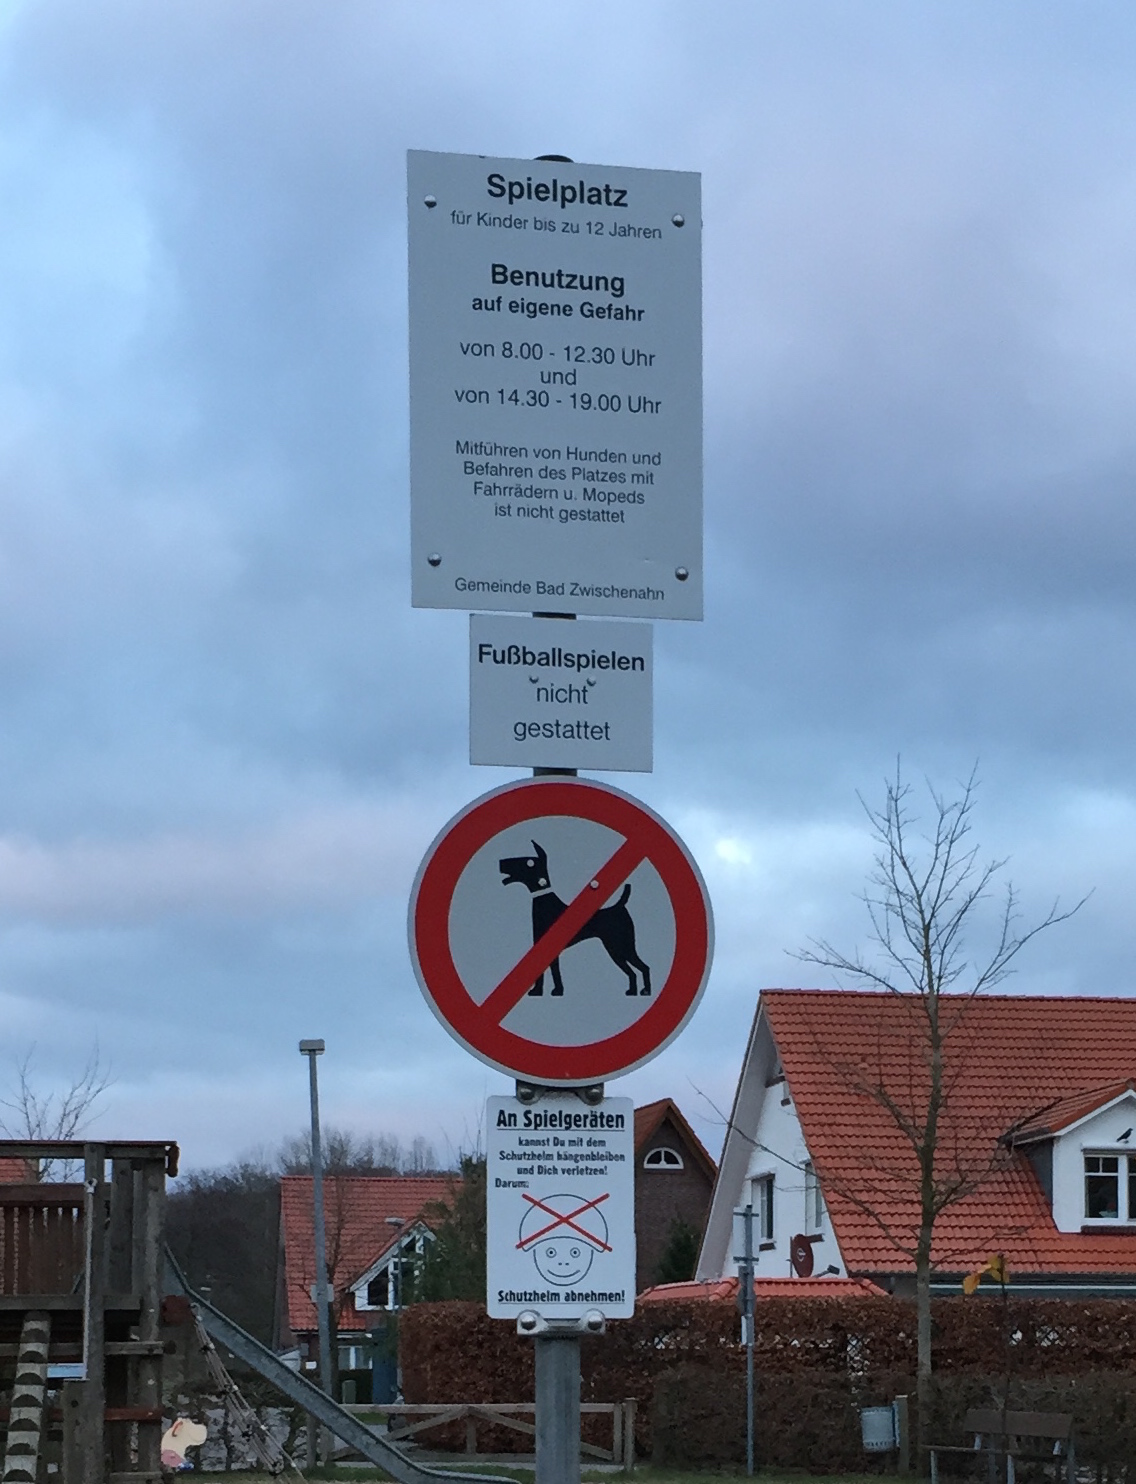 Spielplatz
für Kinder bis zu 12 Jahren
Benutzung
auf eigene Gefahr
von 8.00 - 12.30 Uhr
und
von 14.30 - 19.00 Uhr
Mitführen von Hunden und
Befahren des Platzes mit
Fahrrädern u. Mopeds
ist nicht gestattet
Gemeinde Bad Zwischenahn
Fußballspielen
nicht
gestattet
An Spielgeräten
kannst Du mit dem
Schutzhelm hängenbleiben
und Dich verletzen!
Darum:
Schutzhelm abnehmen!